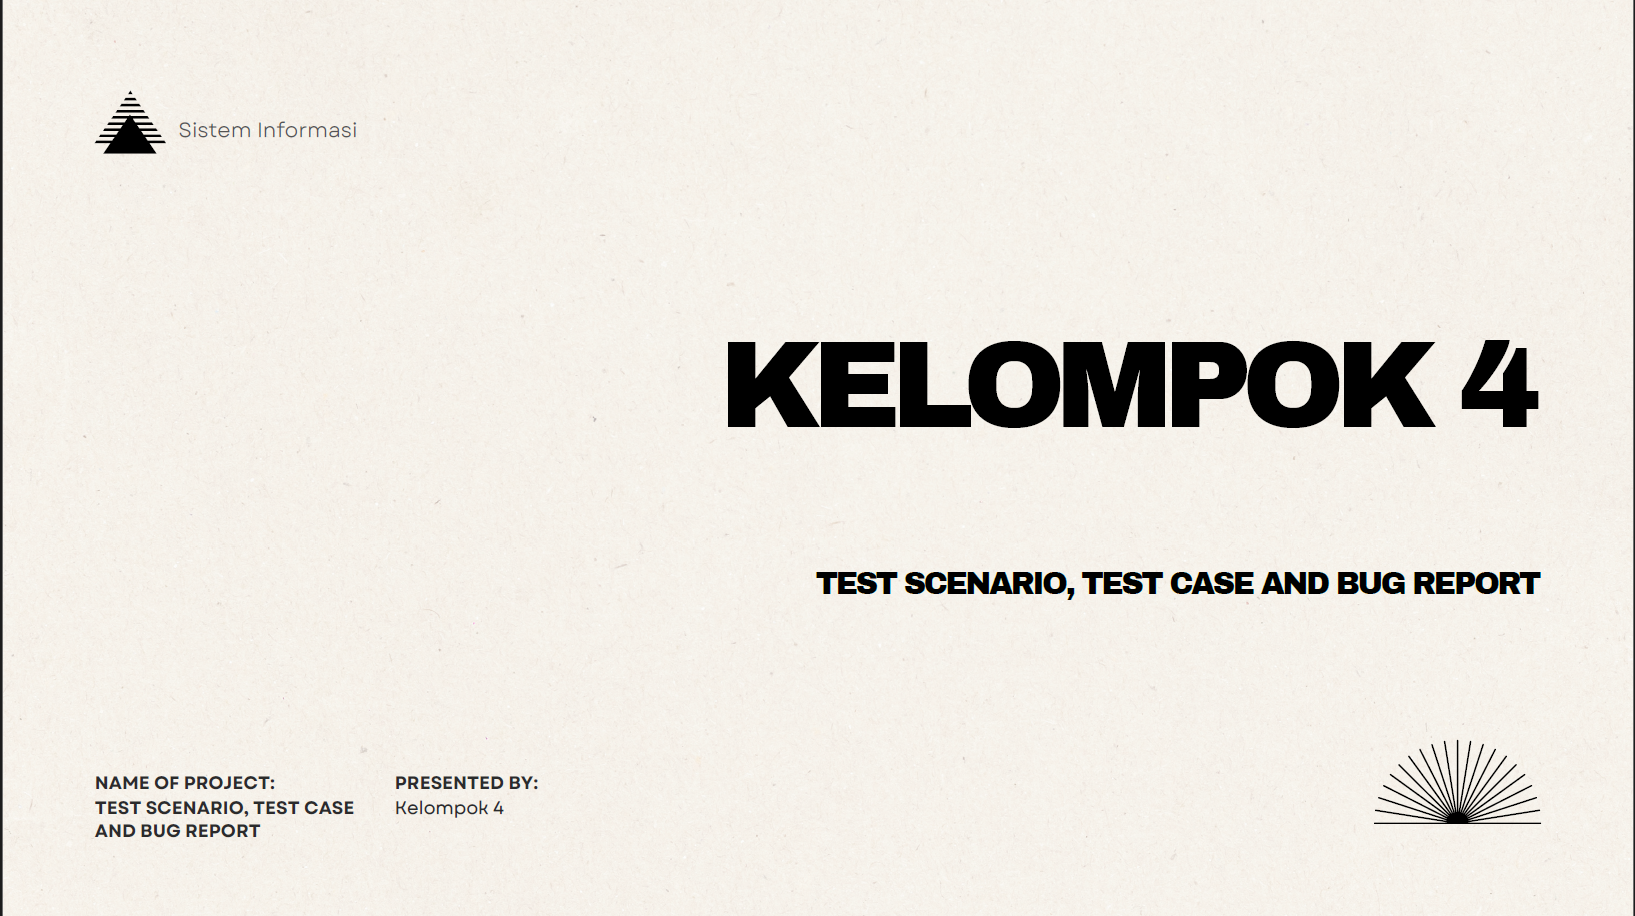 Sistem Informasi
KELOMPOK 4
TEST SCENARIO, TEST CASE AND BUG REPORT
NAME OF PROJECT:
TEST SCENARIO, TEST CASE
AND BUG REPORT
PRESENTED BY:
Kelompok 4